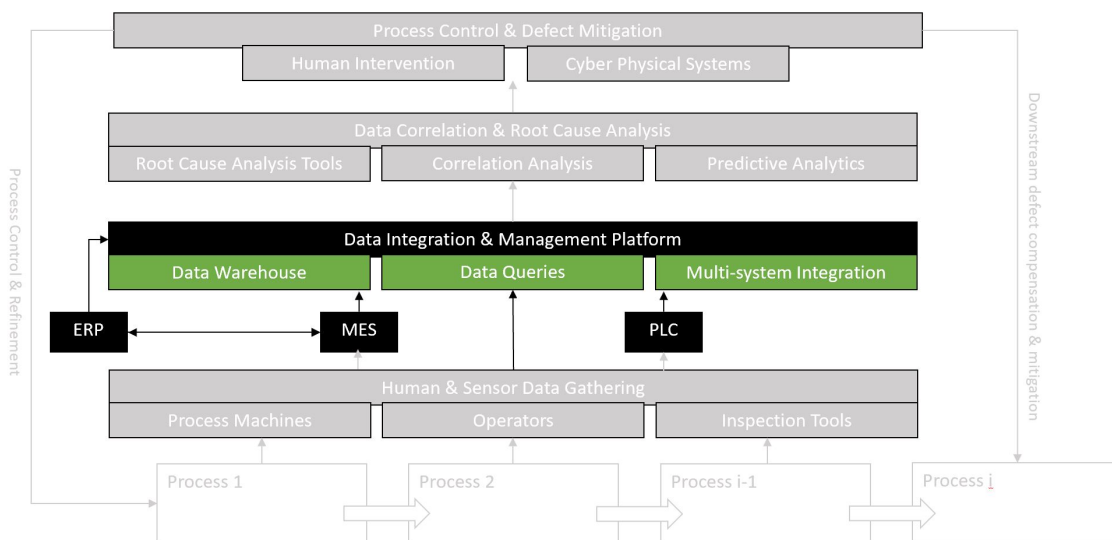 Process Control & Defect Mitigation
Human Intervention
Cyber Physical Systems
Data Correlation & Root Cause Analysis
Root Cause Analysis Tools
Correlation Analysis
Predictive Analytics
Process Control & Refinement
Downstream defect compensation & mitigation
Data Integration & Management Platform
Data Warehouse
Data Queries
Multi-system Integration
ERP
MES
PLC
Human & Sensor Data Gathering
Process Machines
Operators
Inspection Tools
Process 1
Process 2
Process i-1
Process i